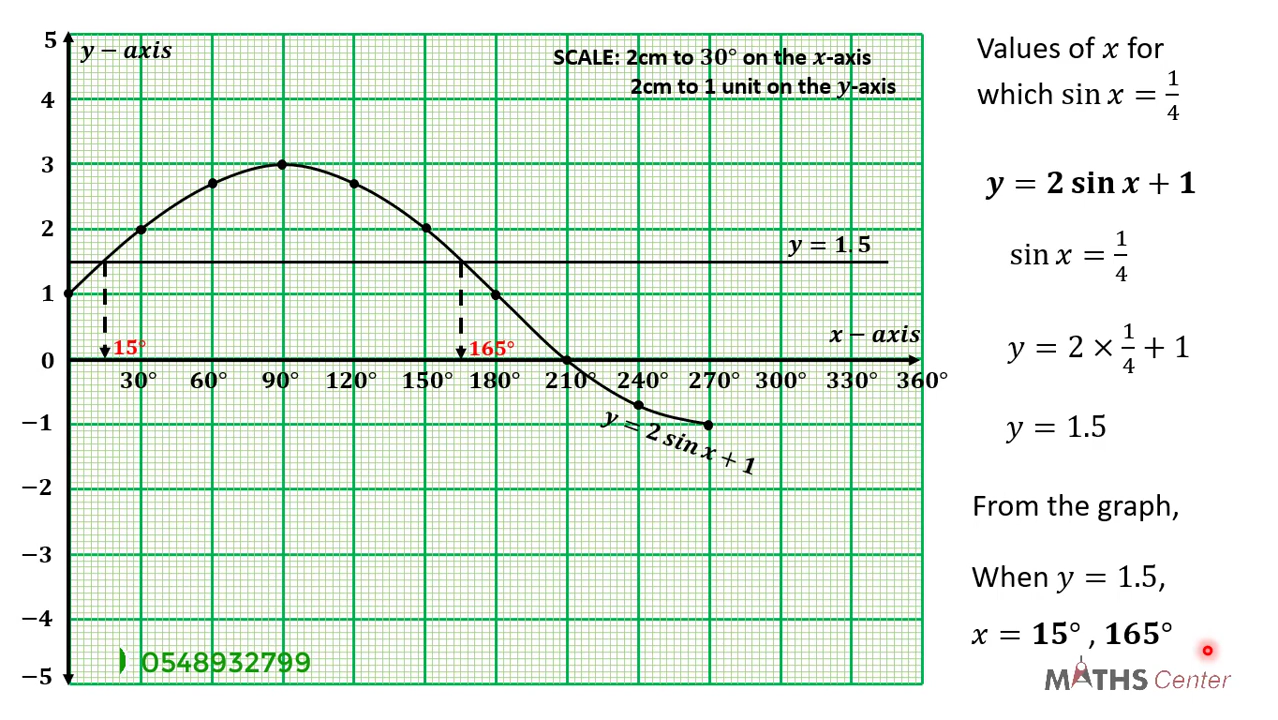 5
y – axis
SCALE: 2cm to 30° on the x-axis
2cm to 1 unit on the y-axis
4
3
2
y = 1.5
1
x – axis
15°
165°
0
30° 60° 90° 120° 150° 180° 210° 240° 270° 300° 330° 360°
y = 2 sin x + 1
−1
−2
−3
−4
−5
0548932799
Values of x for
which sin x = 1/4
y = 2 sin x + 1
sin x = 1/4
y = 2 × 1/4 + 1
y = 1.5
From the graph,
When y = 1.5,
x = 15° , 165°
MATHS Center